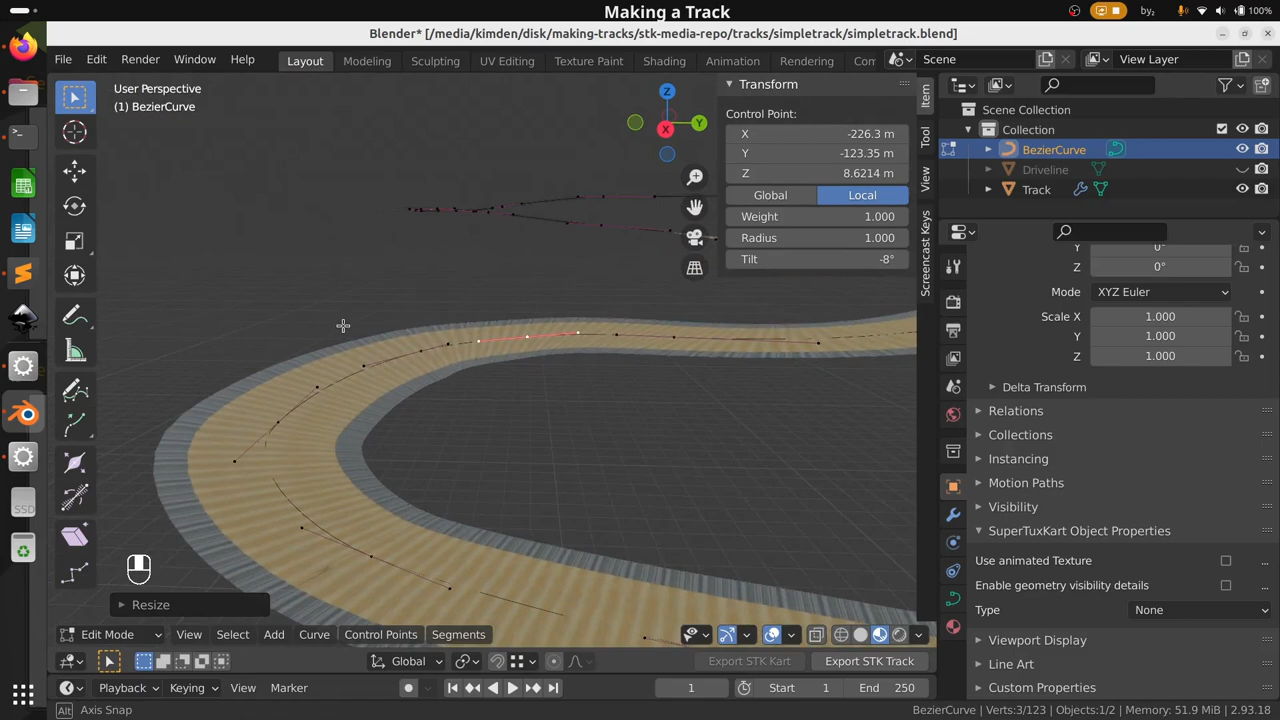 Making a Track
by₂
100%
Blender* [/media/kimden/disk/making-tracks/stk-media-repo/tracks/simpletrack/simpletrack.blend]
File Edit Render Window Help
Layout Modeling Sculpting UV Editing Texture Paint Shading Animation Rendering Com
Scene View Layer
User Perspective
(1) BezierCurve
Z
Y
X
Transform
Control Point:
X -226.3 m
Y -123.35 m
Z 8.6214 m
Global Local
Weight 1.000
Radius 1.000
Tilt -8°
Item
Tool
View
Screencast Keys
Scene Collection
Collection
BezierCurve
Driveline
Track
Y 0°
Z 0°
Mode XYZ Euler
Scale X 1.000
Y 1.000
Z 1.000
Delta Transform
Relations
Collections
Instancing
Motion Paths
Visibility
SuperTuxKart Object Properties
Use animated Texture ...
Enable geometry visibility details ...
Type None ...
Viewport Display
Line Art
Custom Properties
SSD
Resize
Edit Mode View Select Add Curve Control Points Segments
Global Export STK Kart Export STK Track
Playback Keying View Marker 1 Start 1 End 250
Alt Axis Snap
BezierCurve | Verts:3/123 | Objects:1/2 | Memory: 51.9 MiB | 2.93.18